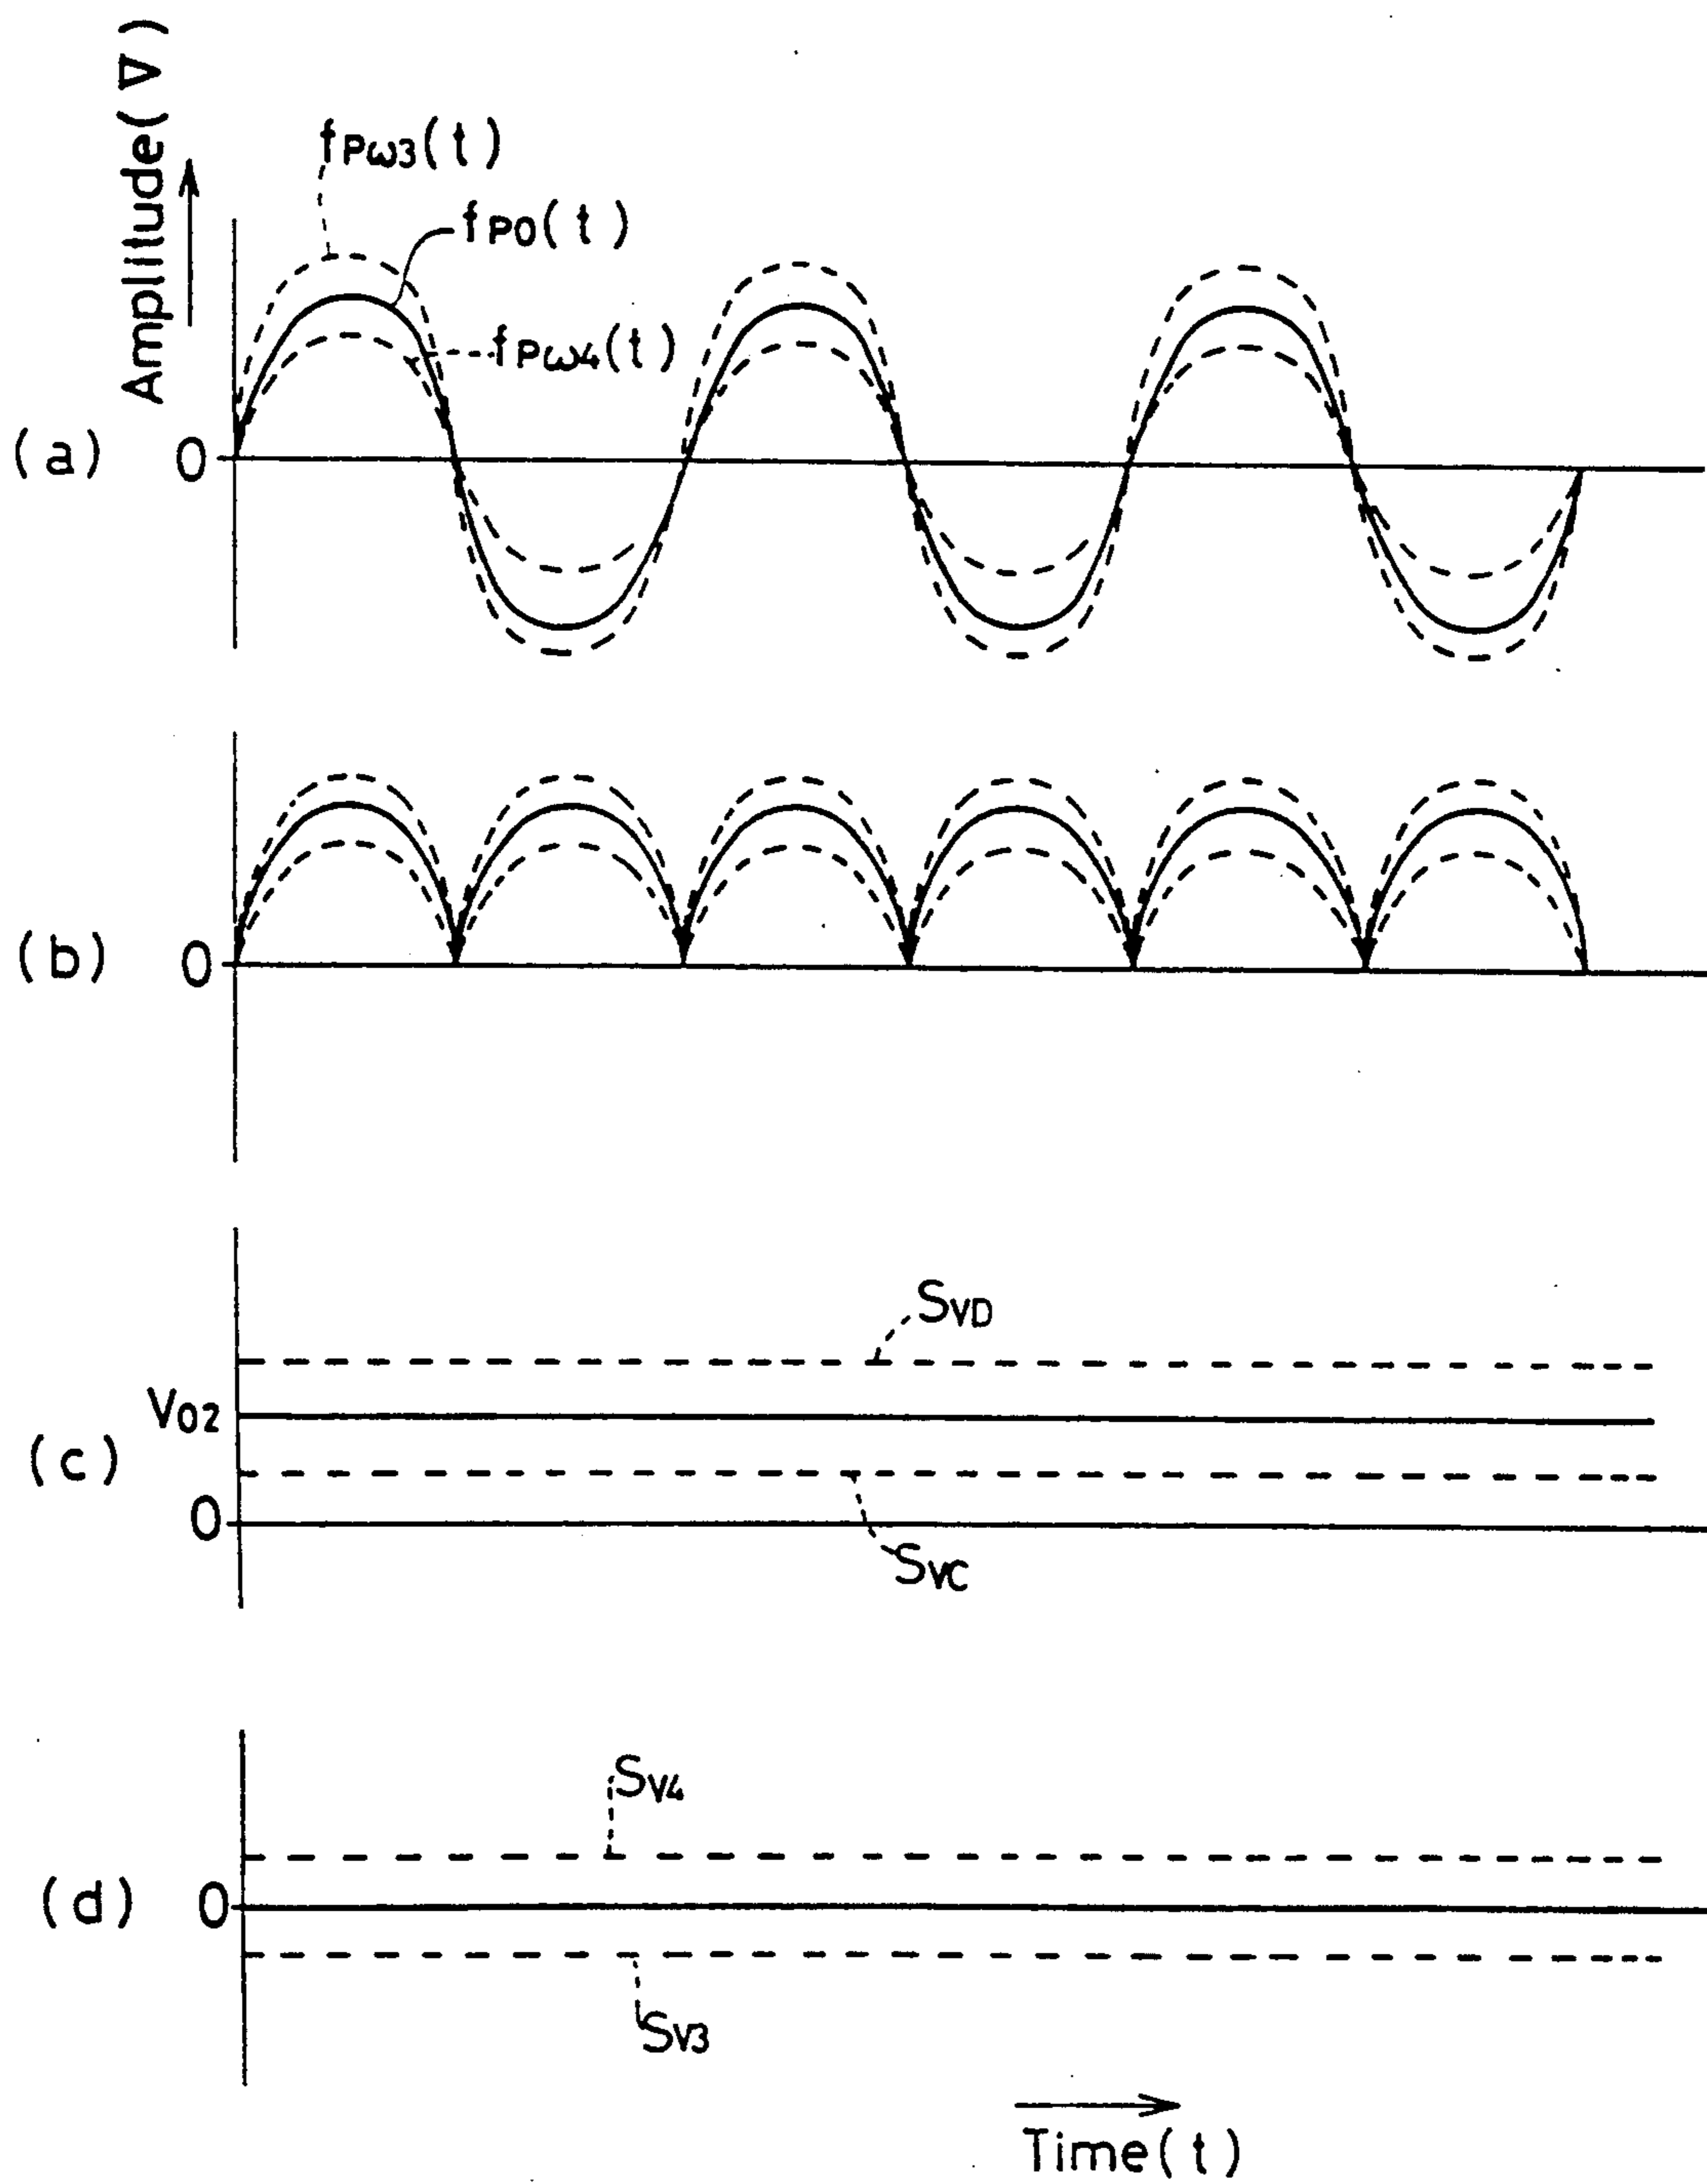 Amplitude(V)
fPω3(t)
fP0(t)
fPω4(t)
(a)
0
(b)
0
SVD
V02
(c)
0
SVC
SV4
(d)
0
SV3
Time(t)